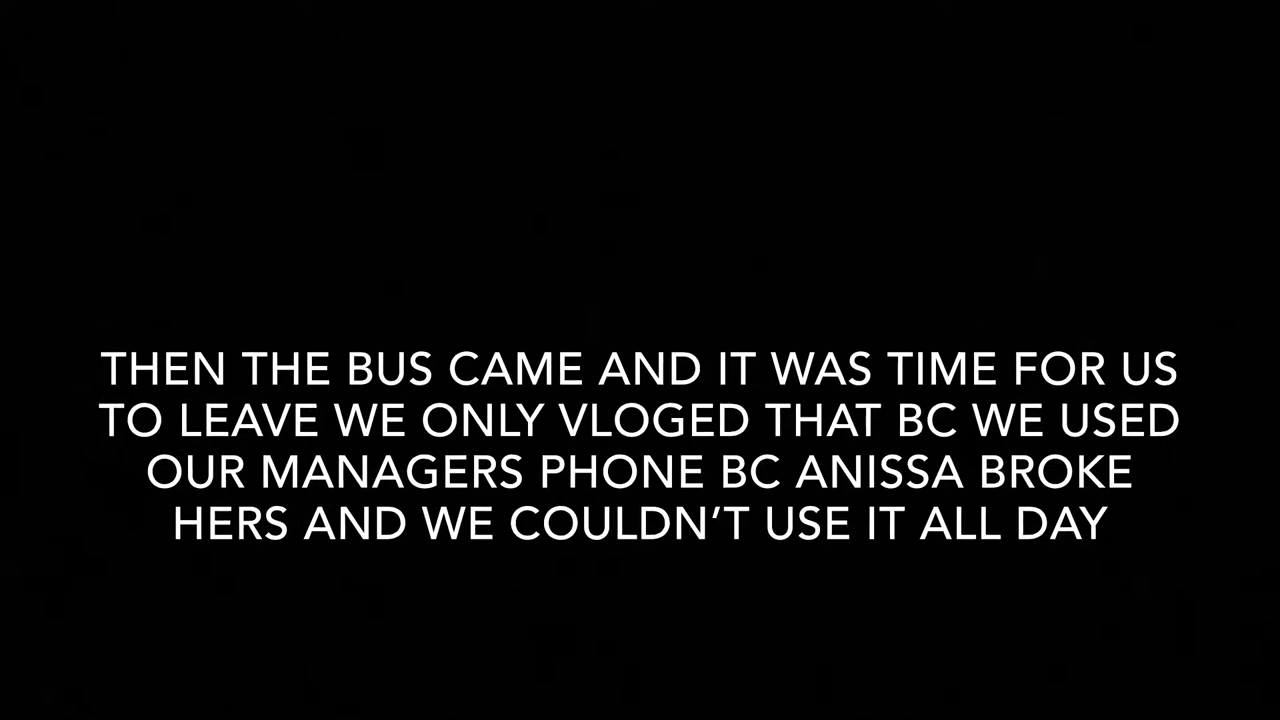 THEN THE BUS CAME AND IT WAS TIME FOR US
TO LEAVE WE ONLY VLOGED THAT BC WE USED
OUR MANAGERS PHONE BC ANISSA BROKE
HERS AND WE COULDN’T USE IT ALL DAY